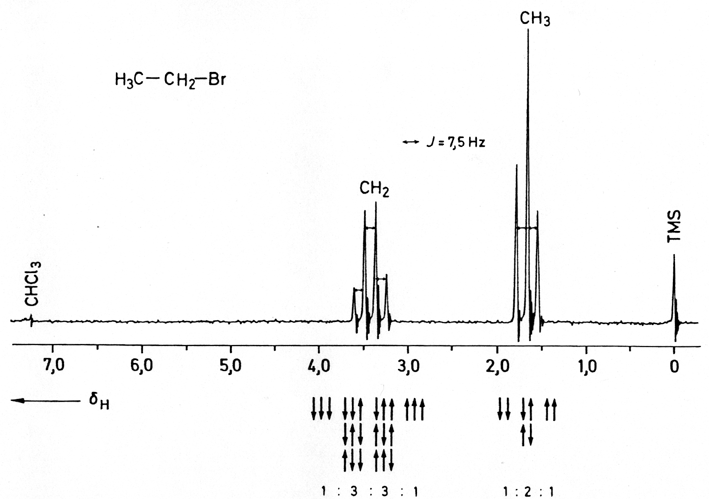 CH₃
H₃C–CH₂–Br
↔ J = 7,5 Hz
CH₂
CHCl₃
TMS
7,0 6,0 5,0 4,0 3,0 2,0 1,0 0
δH
1 : 3 : 3 : 1
1 : 2 : 1